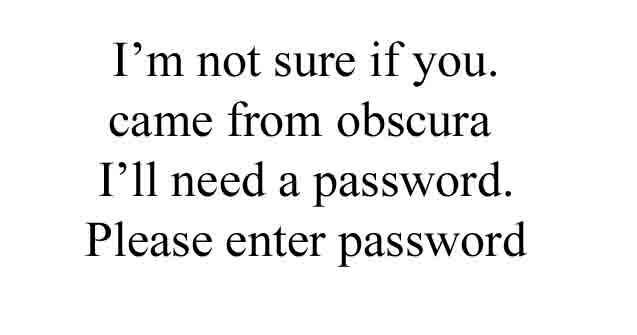 I’m not sure if you.
came from obscura
I’ll need a password.
Please enter password